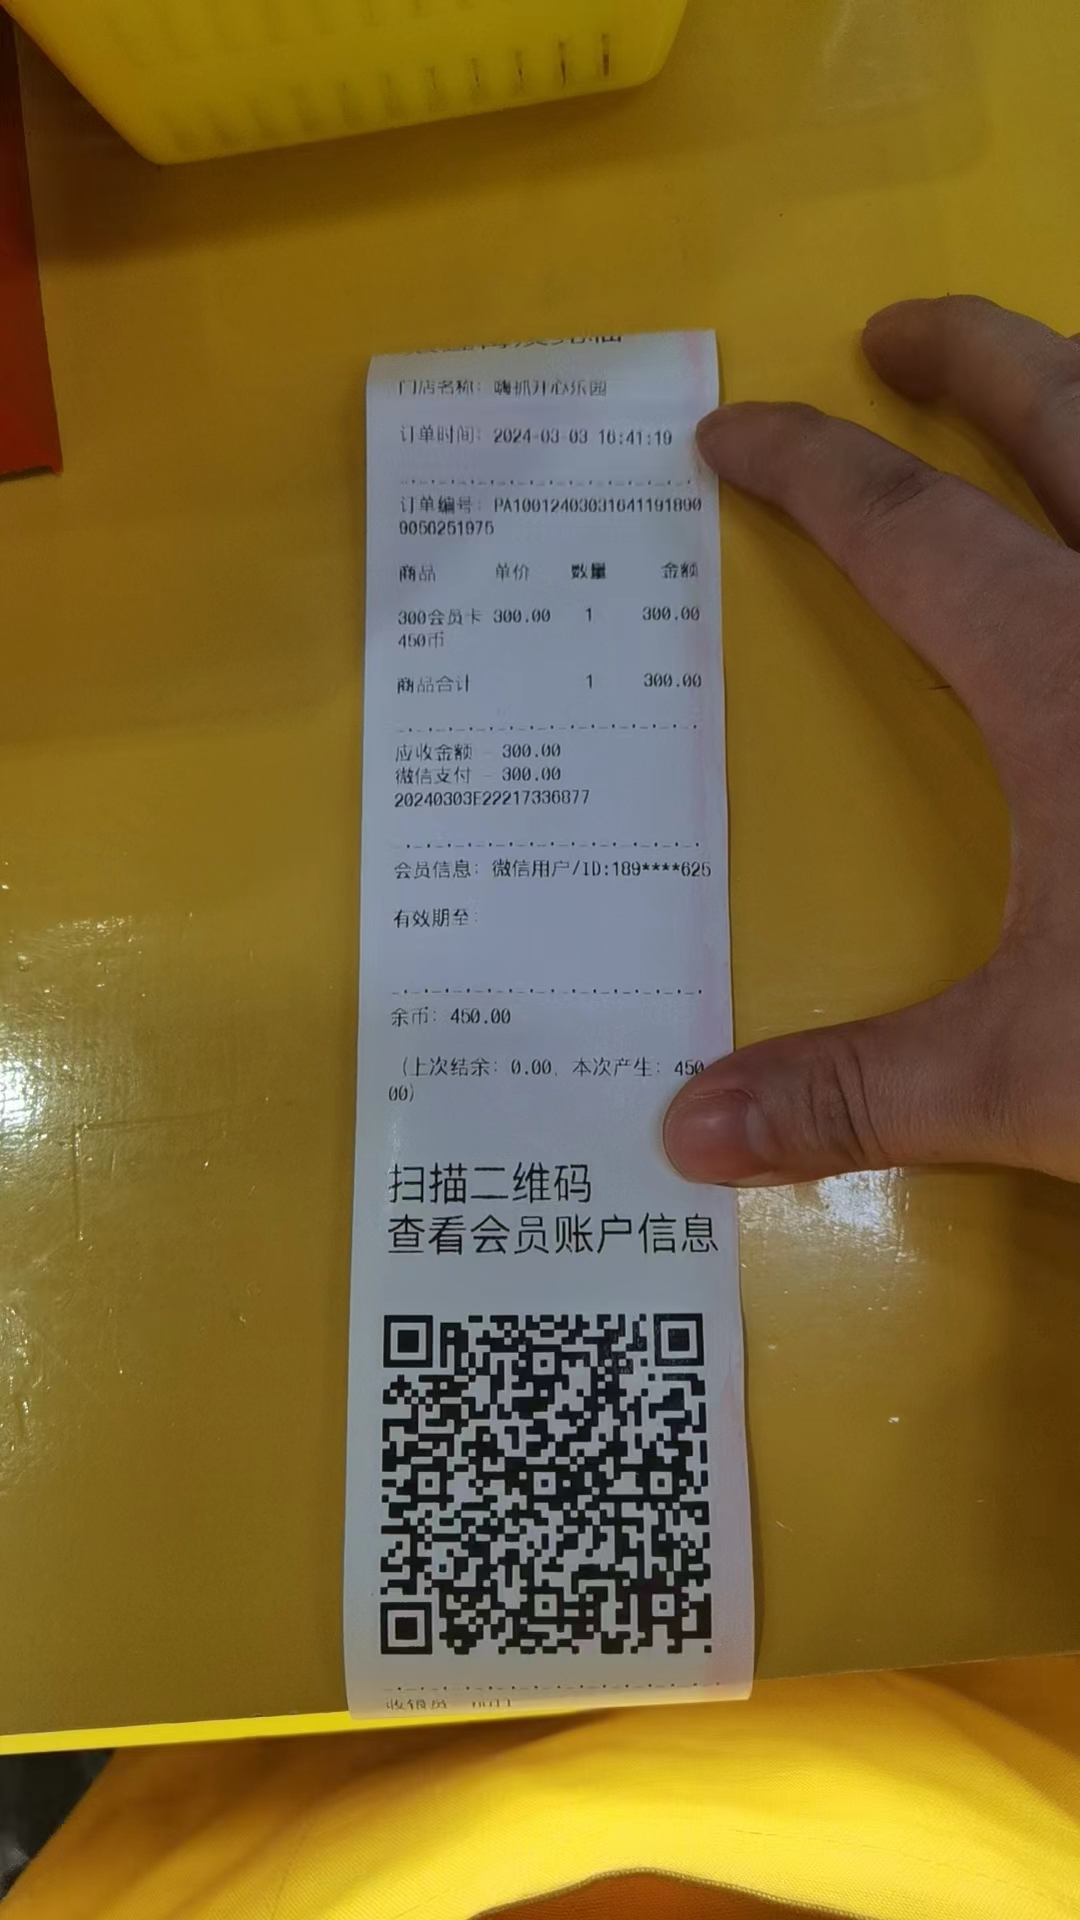 门店名称: 嗨抓开心乐园
订单时间: 2024-03-03 16:41:19
订单编号: PA10012403031641191890
9056251975
商品 单价 数量 金额
300会员卡 300.00 1 300.00
450币
商品合计 1 300.00
应收金额 - 300.00
微信支付 - 300.00
20240303E22217336877
会员信息: 微信用户/ID:189****625
有效期至:
余币: 450.00
(上次结余: 0.00, 本次产生: 450
00)
扫描二维码
查看会员账户信息
收银员 null